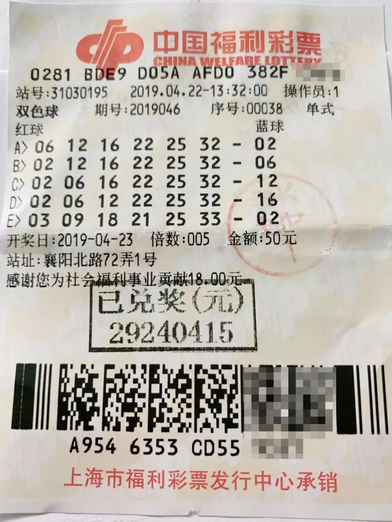 中国福利彩票
CHINA WELFARE LOTTERY
0281 BDE9 D05A AFD0 382F
站号:31030195 2019.04.22-13:32:00 操作员:1
双色球 期号:2019046 序号:00038 单式
红球 蓝球
A> 06 12 16 22 25 32 - 02
B> 02 12 16 22 25 32 - 06
C> 02 06 16 22 25 32 - 12
D> 02 06 12 22 25 32 - 16
E> 03 09 18 21 25 33 - 02
开奖日:2019-04-23 倍数:005 金额:50元
站址:襄阳北路72弄1号
感谢您为社会福利事业贡献18.00元!
已兑奖(元)
29240415
A954 6353 CD55
上海市福利彩票发行中心承销